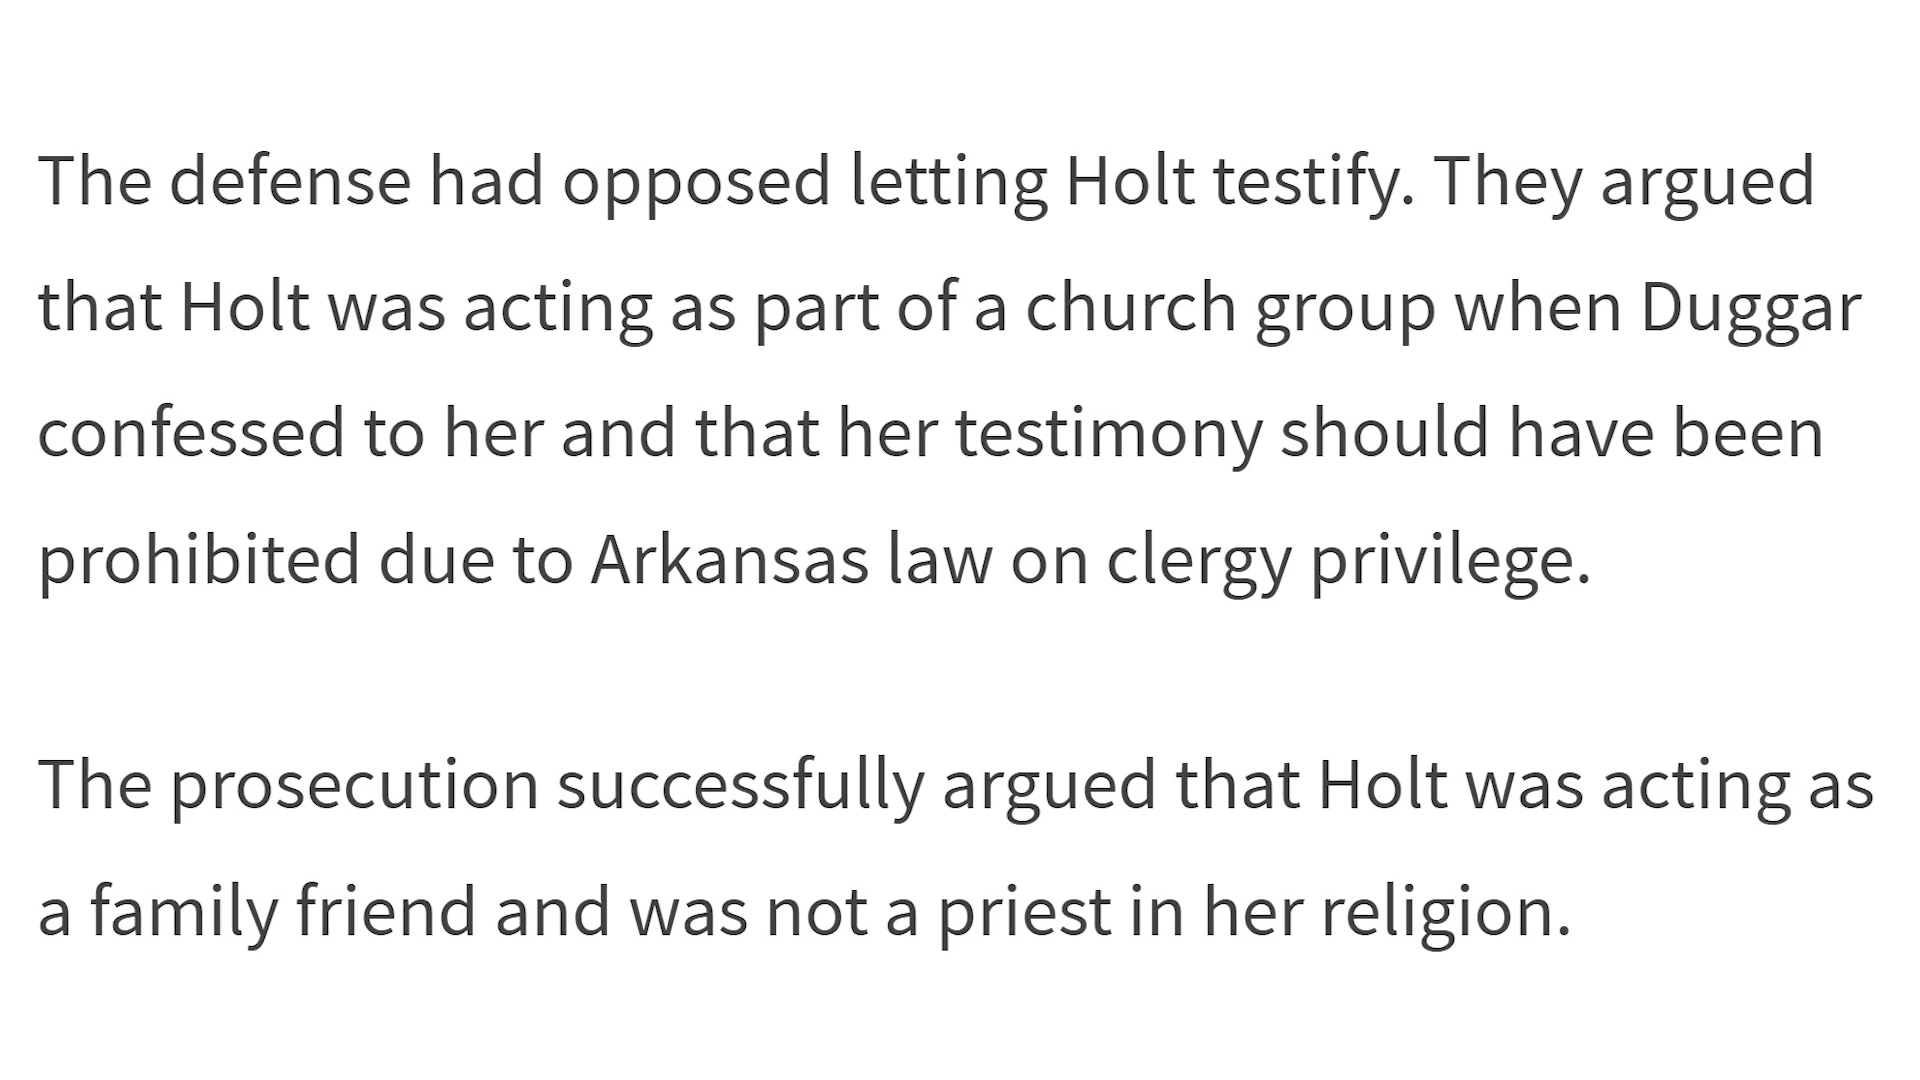 The defense had opposed letting Holt testify. They argued
that Holt was acting as part of a church group when Duggar
confessed to her and that her testimony should have been
prohibited due to Arkansas law on clergy privilege.
The prosecution successfully argued that Holt was acting as
a family friend and was not a priest in her religion.